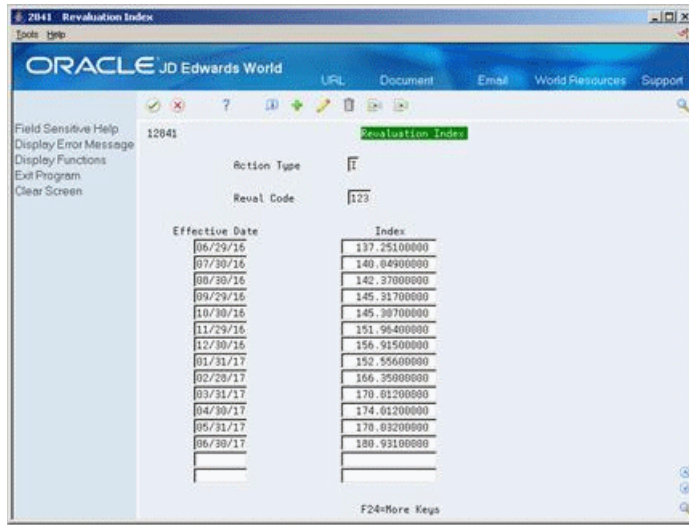 2841 Revaluation Index
Tools Help
ORACLE JD Edwards World
URL Document Email World Resources Support
Field Sensitive Help
Display Error Message
Display Functions
Exit Program
Clear Screen
12841 Revaluation Index
Action Type I
Reval Code 123
Effective Date Index
06/29/16 137.25100000
07/30/16 140.04900000
08/30/16 142.37000000
09/29/16 145.31700000
10/30/16 145.30700000
11/29/16 151.96400000
12/30/16 156.91500000
01/31/17 152.55600000
02/28/17 166.35000000
03/31/17 170.01200000
04/30/17 174.01200000
05/31/17 178.03200000
06/30/17 180.93100000
F24=More Keys